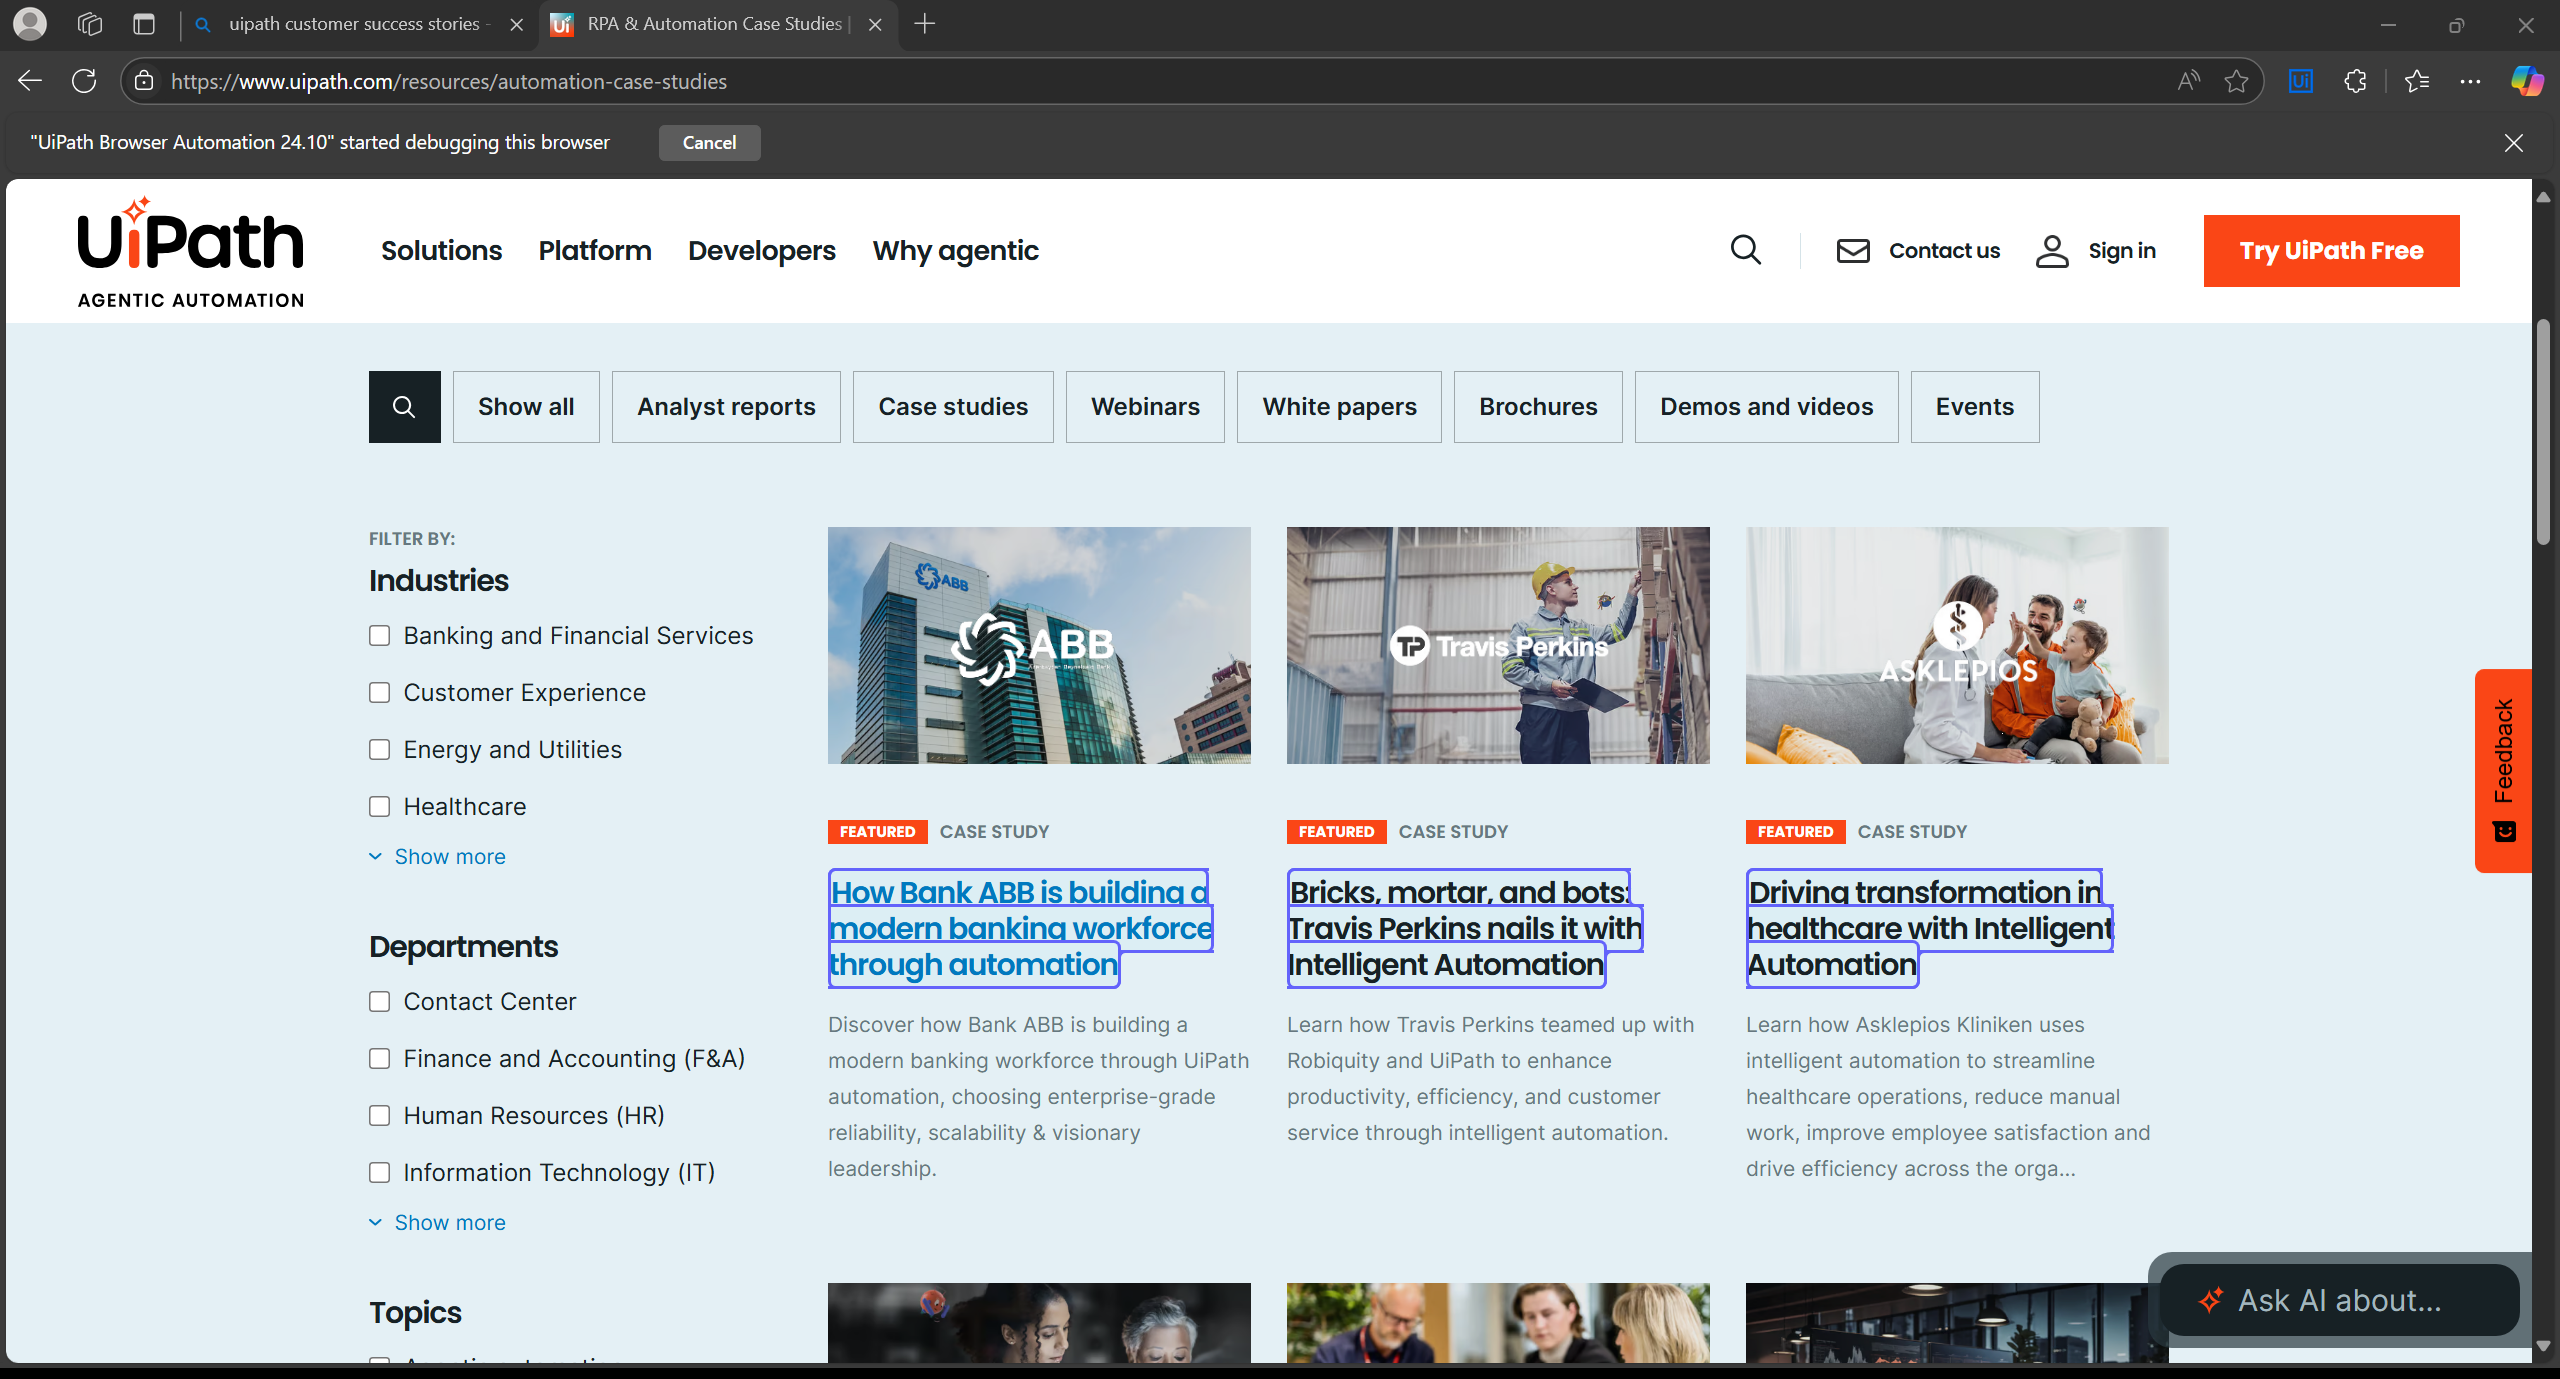 uipath customer success stories -
RPA & Automation Case Studies |
https://www.uipath.com/resources/automation-case-studies
"UiPath Browser Automation 24.10" started debugging this browser
Cancel
UiPath
AGENTIC AUTOMATION
Solutions
Platform
Developers
Why agentic
Contact us
Sign in
Try UiPath Free
Show all
Analyst reports
Case studies
Webinars
White papers
Brochures
Demos and videos
Events
FILTER BY:
Industries
Banking and Financial Services
Customer Experience
Energy and Utilities
Healthcare
Show more
Departments
Contact Center
Finance and Accounting (F&A)
Human Resources (HR)
Information Technology (IT)
Show more
Topics
ABB
ABB
FEATURED CASE STUDY
How Bank ABB is building a
modern banking workforce
through automation
Discover how Bank ABB is building a
modern banking workforce through UiPath
automation, choosing enterprise-grade
reliability, scalability & visionary
leadership.
TP Travis Perkins
FEATURED CASE STUDY
Bricks, mortar, and bots:
Travis Perkins nails it with
Intelligent Automation
Learn how Travis Perkins teamed up with
Robiquity and UiPath to enhance
productivity, efficiency, and customer
service through intelligent automation.
ASKLEPIOS
FEATURED CASE STUDY
Driving transformation in
healthcare with Intelligent
Automation
Learn how Asklepios Kliniken uses
intelligent automation to streamline
healthcare operations, reduce manual
work, improve employee satisfaction and
drive efficiency across the orga...
Feedback
Ask AI about...